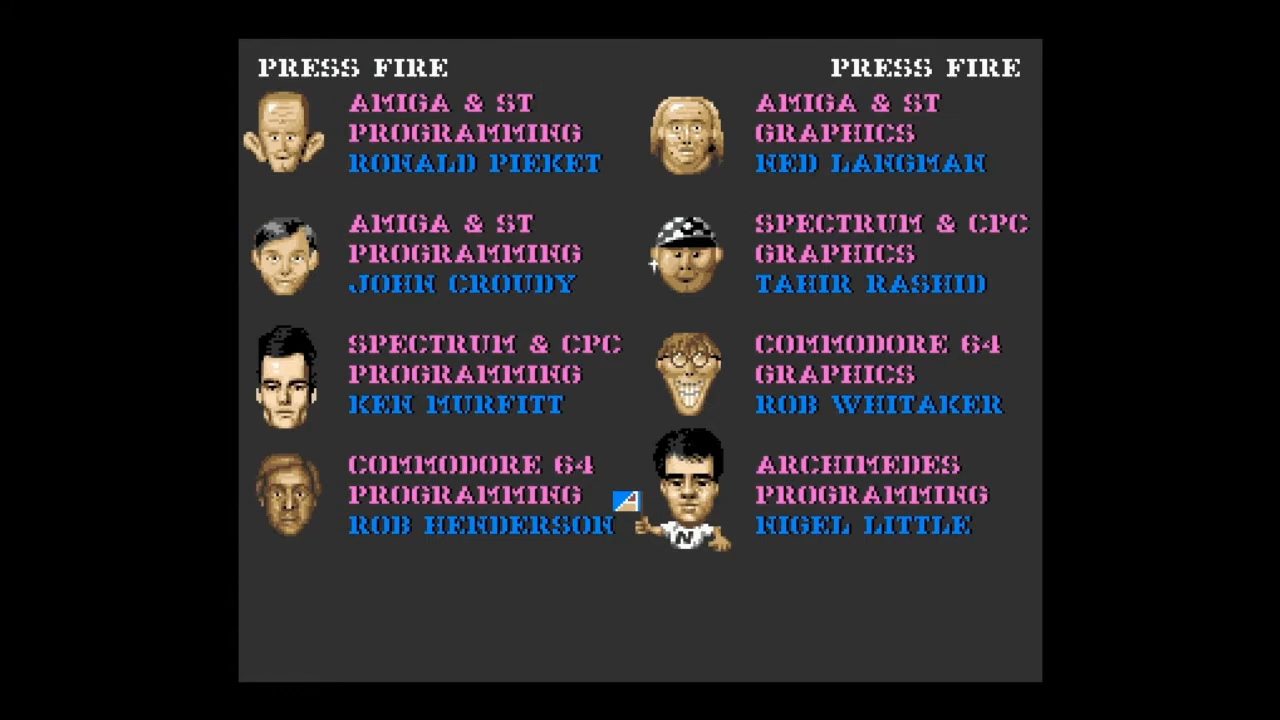 PRESS FIRE
PRESS FIRE
AMIGA & ST
PROGRAMMING
RONALD PIEKET
AMIGA & ST
GRAPHICS
NED LANGMAN
AMIGA & ST
PROGRAMMING
JOHN CROUDY
SPECTRUM & CPC
GRAPHICS
TAHIR RASHID
SPECTRUM & CPC
PROGRAMMING
KEN MURFITT
COMMODORE 64
GRAPHICS
ROB WHITAKER
COMMODORE 64
PROGRAMMING
ROB HENDERSON
ARCHIMEDES
PROGRAMMING
NIGEL LITTLE
N